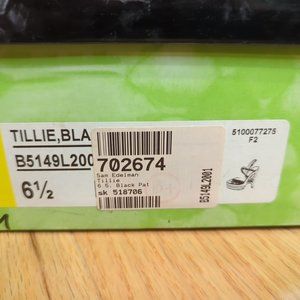 TILLIE,BLA
B5149L200
6½
702674
Sam Edelman
Tillie
6.5, Black Pat
sk 518706
B5149L2001
5100077275
F2